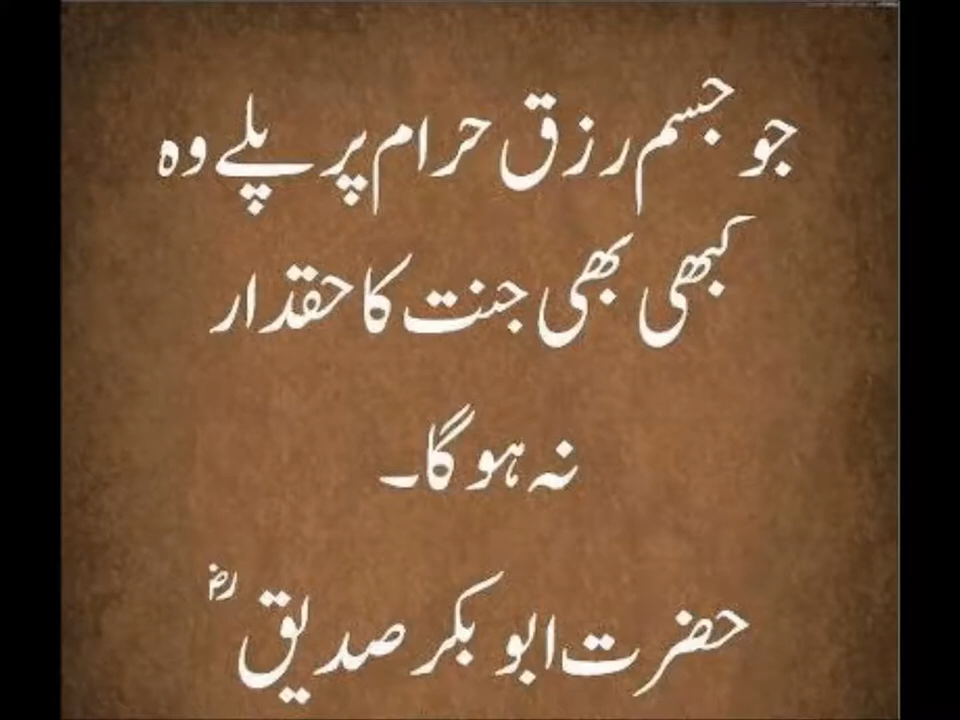 جو جسم رزق حرام پر پلے وہ
کبھی بھی جنت کا حقدار
نہ ہو گا۔
حضرت ابو بکر صدیق رض